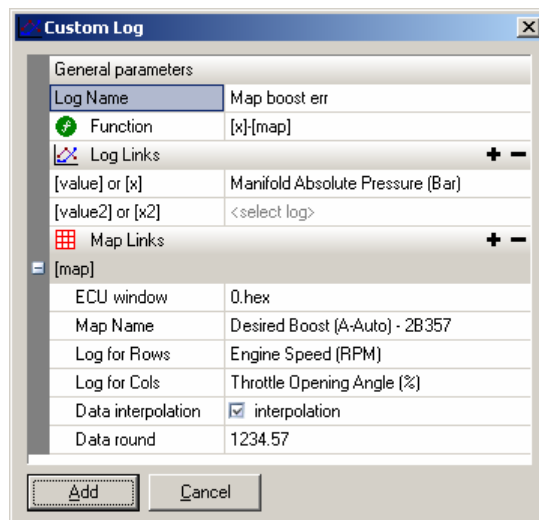 Custom Log
General parameters
Log Name Map boost err
Function [x]-[map]
Log Links
[value] or [x] Manifold Absolute Pressure (Bar)
[value2] or [x2] <select log>
Map Links
[map]
ECU window 0.hex
Map Name Desired Boost (A-Auto) - 2B357
Log for Rows Engine Speed (RPM)
Log for Cols Throttle Opening Angle (%)
Data interpolation interpolation
Data round 1234.57
Add Cancel